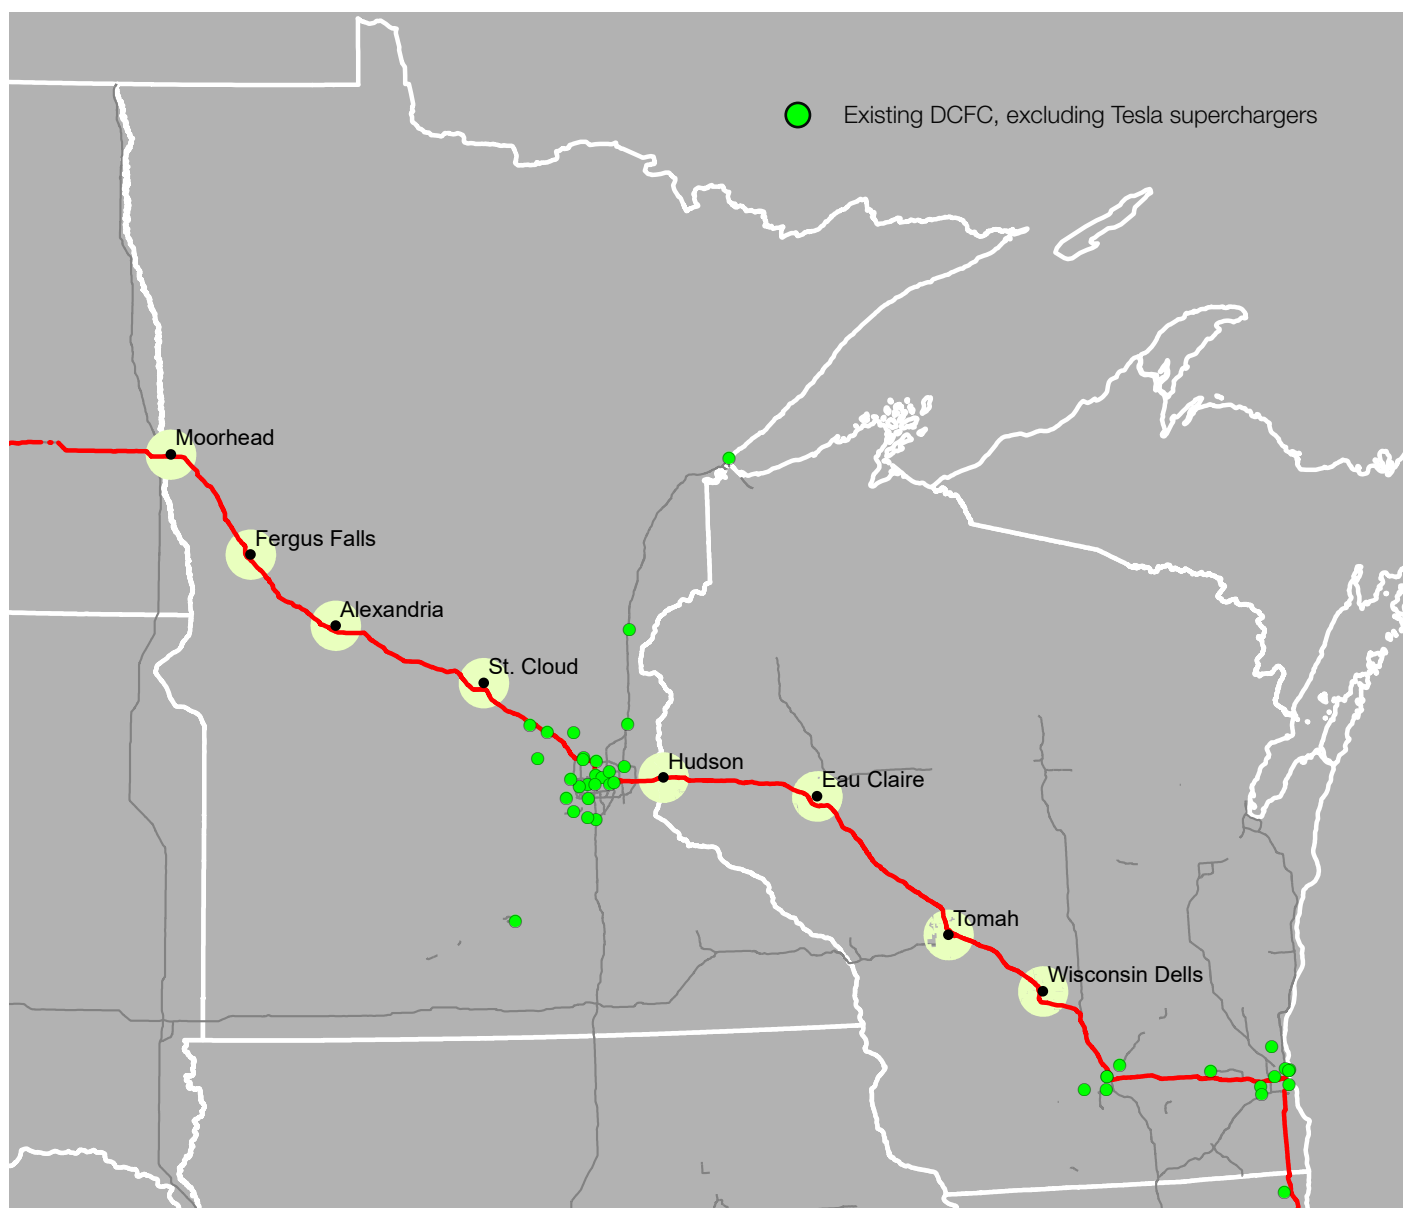 Existing DCFC, excluding Tesla superchargers
Moorhead
Fergus Falls
Alexandria
St. Cloud
Hudson
Eau Claire
Tomah
Wisconsin Dells